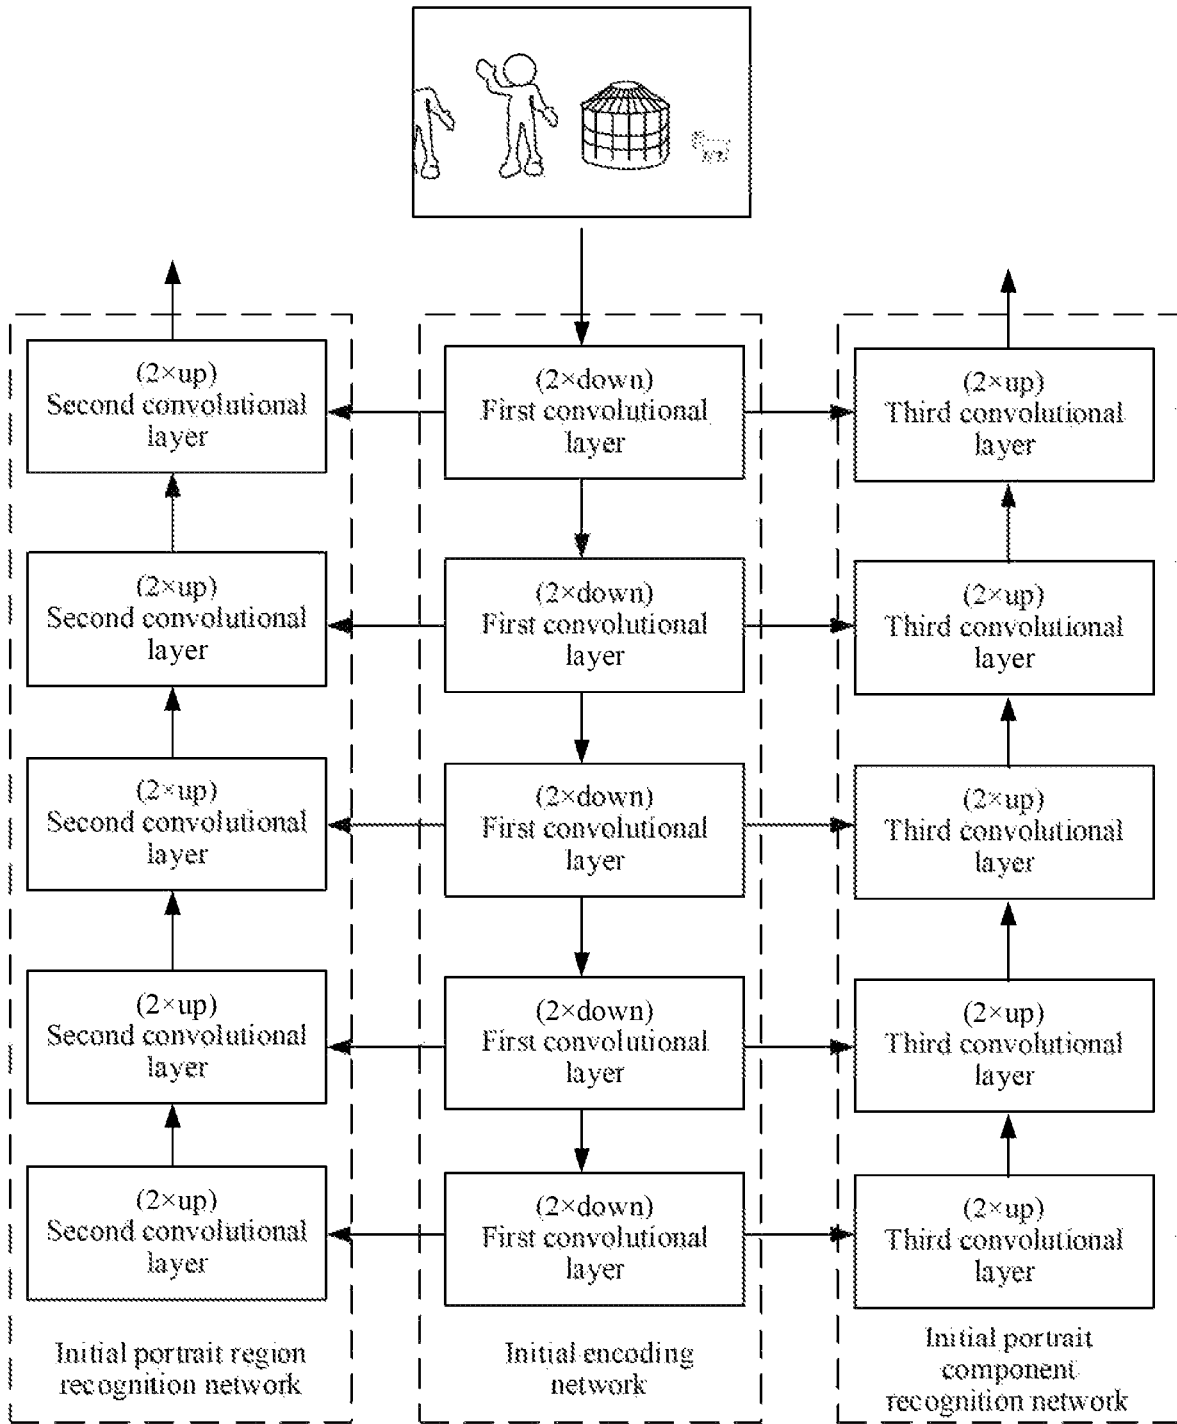 (2×up)
Second convolutional
layer
(2×down)
First convolutional
layer
(2×up)
Third convolutional
layer
(2×up)
Second convolutional
layer
(2×down)
First convolutional
layer
(2×up)
Third convolutional
layer
(2×up)
Second convolutional
layer
(2×down)
First convolutional
layer
(2×up)
Third convolutional
layer
(2×up)
Second convolutional
layer
(2×down)
First convolutional
layer
(2×up)
Third convolutional
layer
(2×up)
Second convolutional
layer
(2×down)
First convolutional
layer
(2×up)
Third convolutional
layer
Initial portrait region
recognition network
Initial encoding
network
Initial portrait
component
recognition network